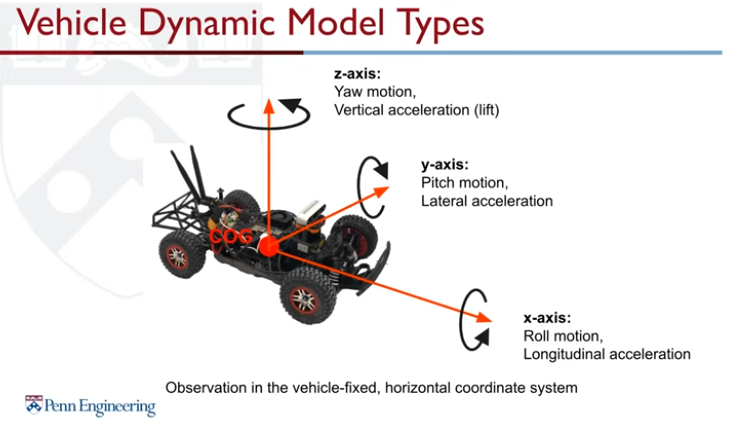 Vehicle Dynamic Model Types
z-axis:
Yaw motion,
Vertical acceleration (lift)
y-axis:
Pitch motion,
Lateral acceleration
COG
x-axis:
Roll motion,
Longitudinal acceleration
Observation in the vehicle-fixed, horizontal coordinate system
Penn Engineering